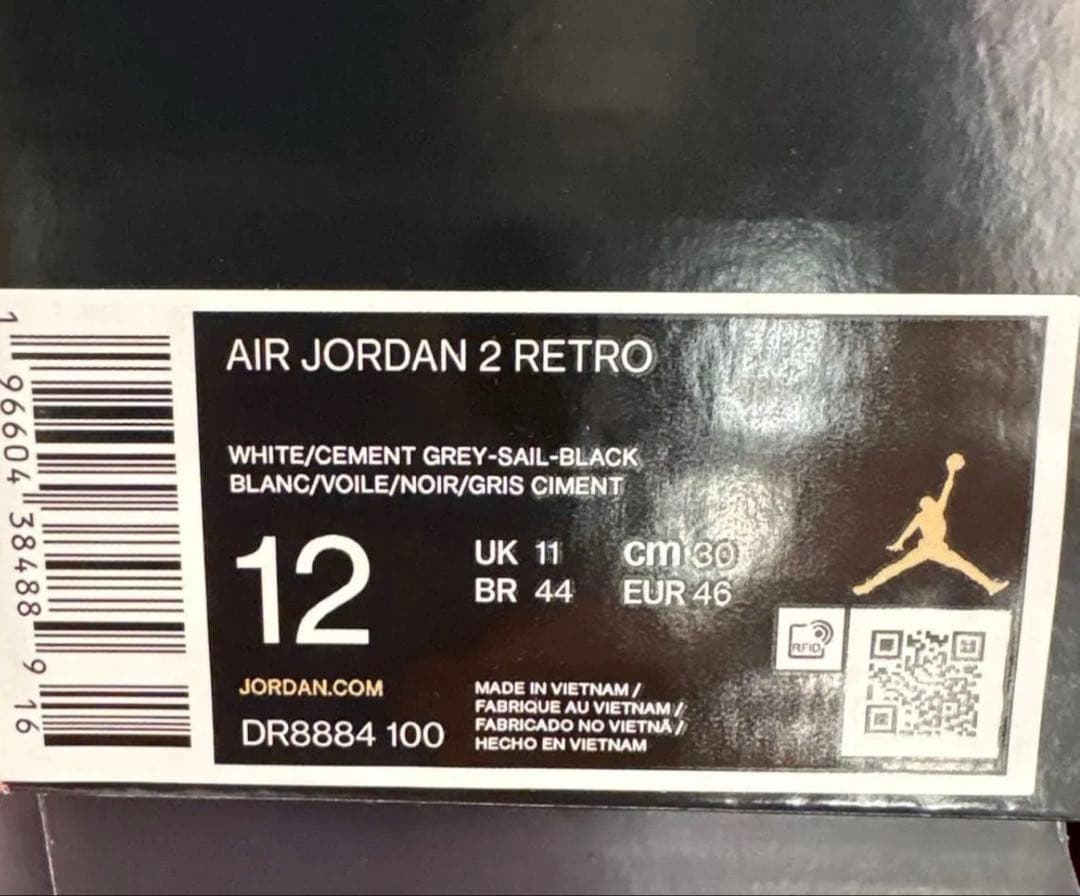 AIR JORDAN 2 RETRO
WHITE/CEMENT GREY-SAIL-BLACK
BLANC/VOILE/NOIR/GRIS CIMENT
12
UK 11 cm 30
BR 44 EUR 46
RFID
JORDAN.COM
DR8884 100
MADE IN VIETNAM /
FABRIQUE AU VIETNAM /
FABRICADO NO VIETNÃ /
HECHO EN VIETNAM
1 96604 38488 9 16